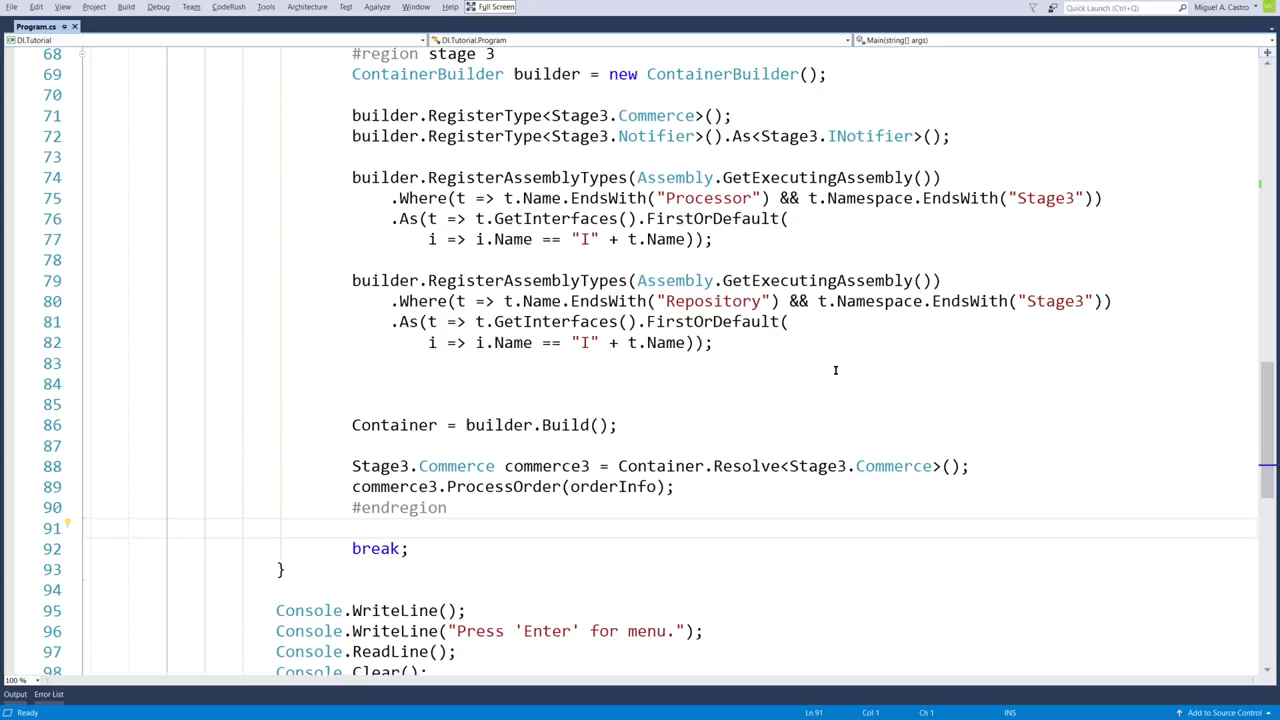 File Edit View Project Build Debug Team CodeRush Tools Architecture Test Analyze Window Help Full Screen Quick Launch (Ctrl+Q) Miguel A. Castro MC
Program.cs
DI.Tutorial DI.Tutorial.Program Main(string[] args)
68 #region stage 3
69 ContainerBuilder builder = new ContainerBuilder();
70
71 builder.RegisterType<Stage3.Commerce>();
72 builder.RegisterType<Stage3.Notifier>().As<Stage3.INotifier>();
73
74 builder.RegisterAssemblyTypes(Assembly.GetExecutingAssembly())
75 .Where(t => t.Name.EndsWith("Processor") && t.Namespace.EndsWith("Stage3"))
76 .As(t => t.GetInterfaces().FirstOrDefault(
77 i => i.Name == "I" + t.Name));
78
79 builder.RegisterAssemblyTypes(Assembly.GetExecutingAssembly())
80 .Where(t => t.Name.EndsWith("Repository") && t.Namespace.EndsWith("Stage3"))
81 .As(t => t.GetInterfaces().FirstOrDefault(
82 i => i.Name == "I" + t.Name));
83
84
85
86 Container = builder.Build();
87
88 Stage3.Commerce commerce3 = Container.Resolve<Stage3.Commerce>();
89 commerce3.ProcessOrder(orderInfo);
90 #endregion
91
92 break;
93 }
94
95 Console.WriteLine();
96 Console.WriteLine("Press 'Enter' for menu.");
97 Console.ReadLine();
98 Console.Clear();
100 %
Output Error List
Ready Ln 91 Col 1 Ch 1 INS Add to Source Control